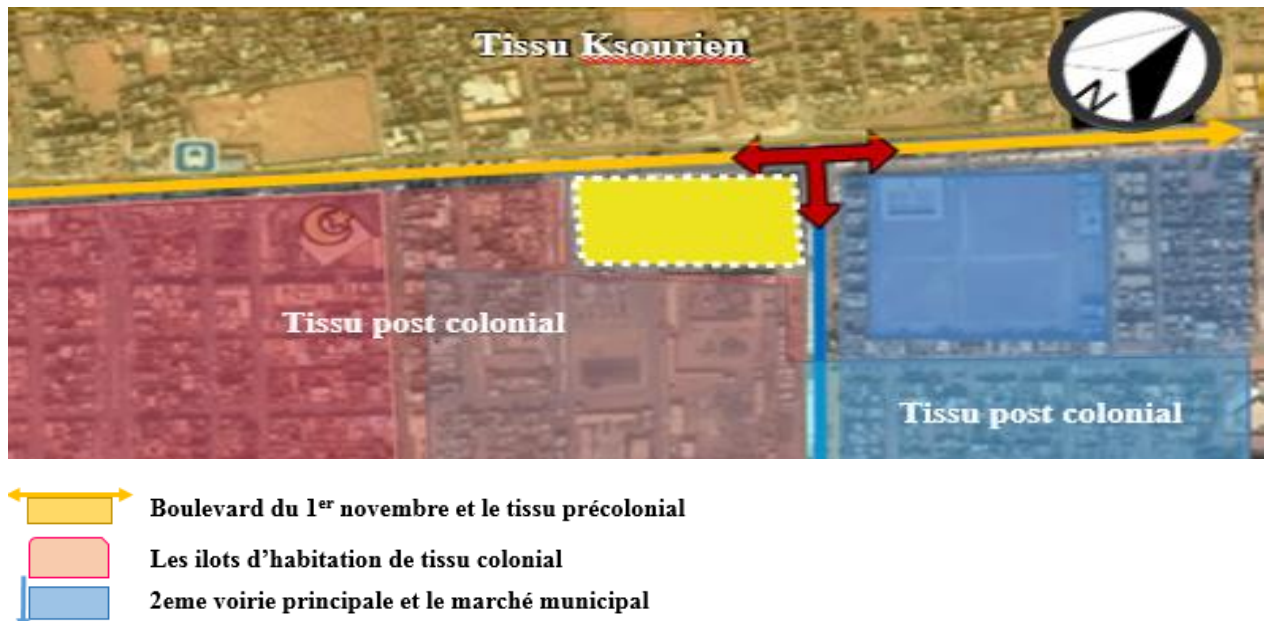 Tissu Ksourien
N
Tissu post colonial
Tissu post colonial
Boulevard du 1er novembre et le tissu précolonial
Les ilots d’habitation de tissu colonial
2eme voirie principale et le marché municipal